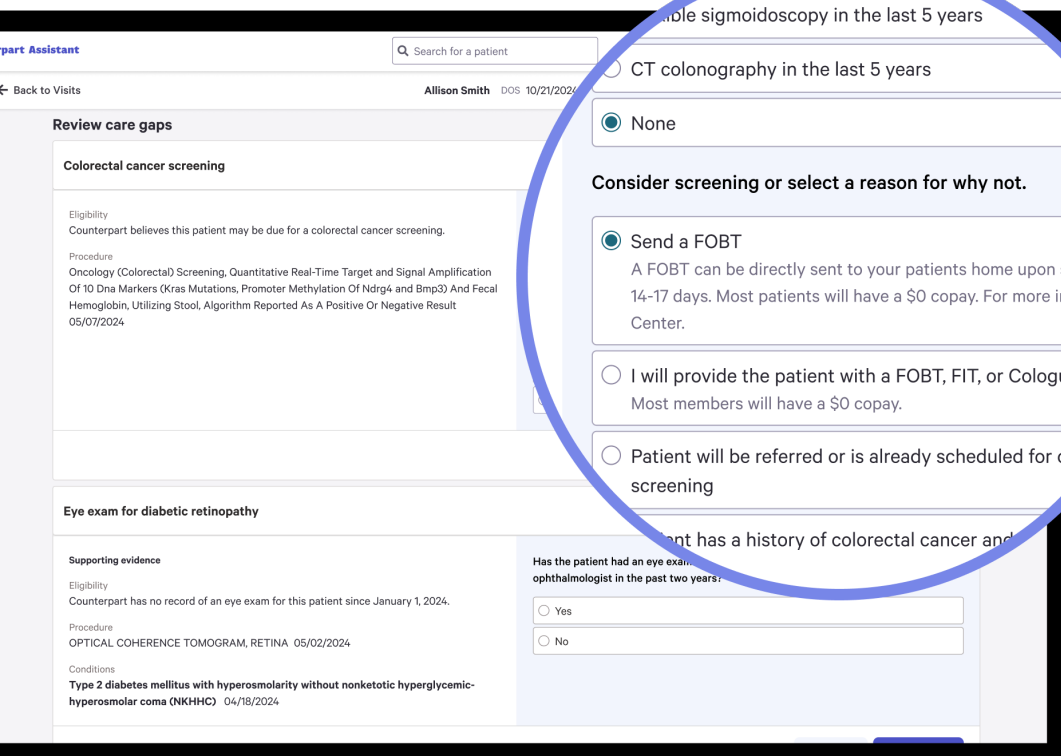 part Assistant
Search for a patient
← Back to Visits
Allison Smith DOS 10/21/2024
Review care gaps
Colorectal cancer screening
Eligibility
Counterpart believes this patient may be due for a colorectal cancer screening.
Procedure
Oncology (Colorectal) Screening, Quantitative Real-Time Target and Signal Amplification
Of 10 Dna Markers (Kras Mutations, Promoter Methylation Of Ndrg4 and Bmp3) And Fecal
Hemoglobin, Utilizing Stool, Algorithm Reported As A Positive Or Negative Result
05/07/2024
sigmoidoscopy in the last 5 years
CT colonography in the last 5 years
None
Consider screening or select a reason for why not.
Send a FOBT
A FOBT can be directly sent to your patients home upon
14-17 days. Most patients will have a $0 copay. For more
Center.
I will provide the patient with a FOBT, FIT, or
Most members will have a $0 copay.
Patient will be referred or is already scheduled for
screening
has a history of colorectal cancer and
Eye exam for diabetic retinopathy
Supporting evidence
Eligibility
Counterpart has no record of an eye exam for this patient since January 1, 2024.
Procedure
OPTICAL COHERENCE TOMOGRAM, RETINA 05/02/2024
Conditions
Type 2 diabetes mellitus with hyperosmolarity without nonketotic hyperglycemic-
hyperosmolar coma (NKHHC) 04/18/2024
Has the patient had an eye exam
ophthalmologist in the past two years?
Yes
No